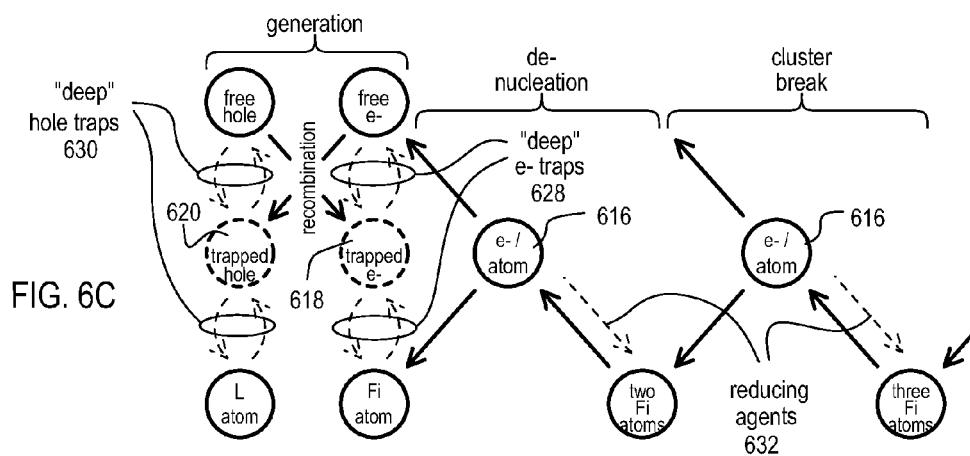 generation
de-
nucleation
cluster
break
"deep"
hole traps
630
free
hole
free
e-
recombination
"deep"
e- traps
628
620
trapped
hole
618
trapped
e-
616
e- /
atom
616
e- /
atom
FIG. 6C
L
atom
Fi
atom
two
Fi
atoms
reducing
agents
632
three
Fi
atoms